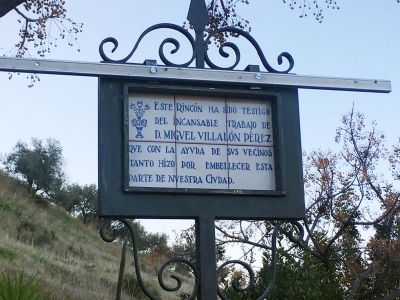 ESTE RINCÓN HA SIDO TESTIGO
DEL INCANSABLE TRABAJO DE
D. MIGUEL VILLALÓN PÉREZ
QUE CON LA AYUDA DE SUS VECINOS
TANTO HIZO POR EMBELLECER ESTA
PARTE DE NUESTRA CIUDAD.